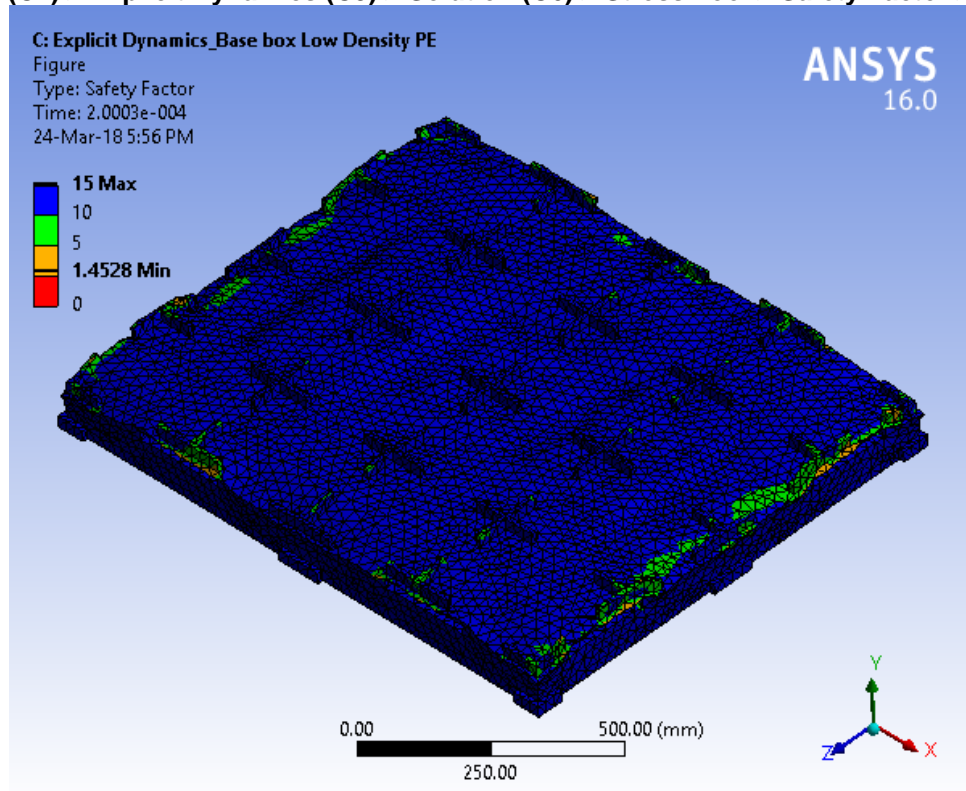 C: Explicit Dynamics_Base box Low Density PE
Figure
Type: Safety Factor
Time: 2.0003e-004
24-Mar-18 5:56 PM
ANSYS
16.0
15 Max
10
5
1.4528 Min
0
0.00
500.00 (mm)
250.00
Y
Z
X